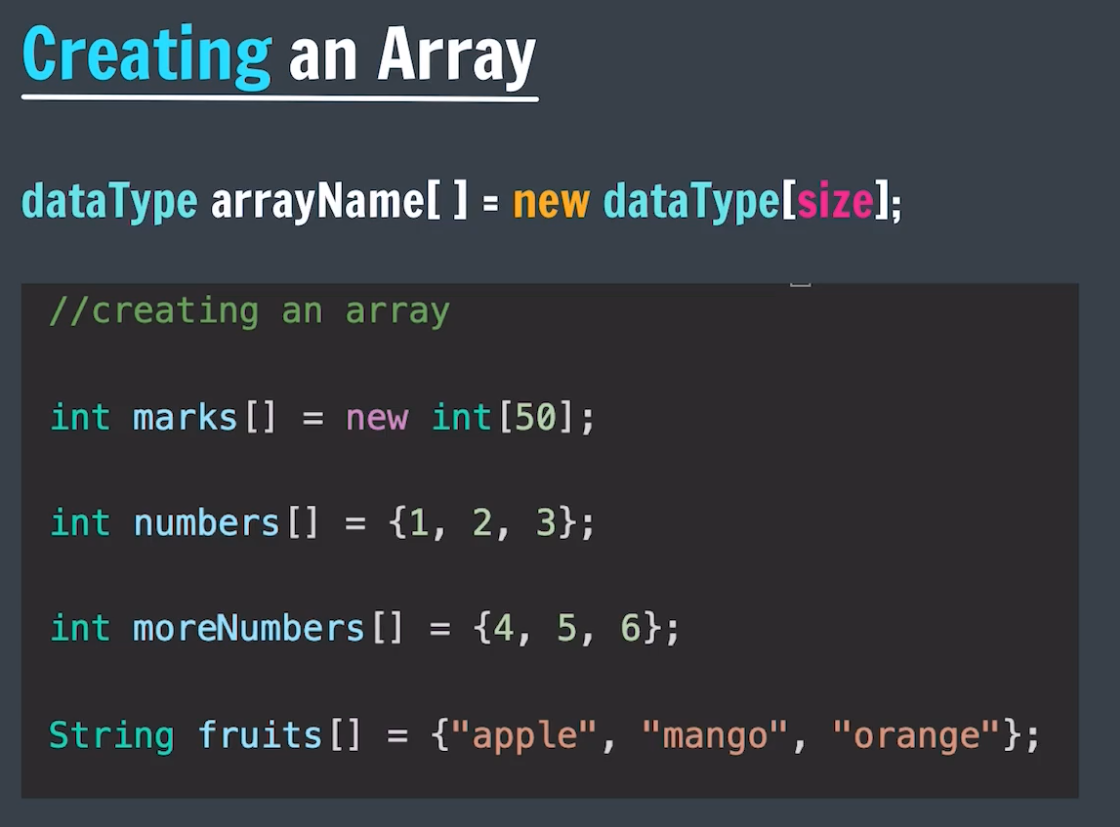 Creating an Array
dataType arrayName[ ] = new dataType[size];
//creating an array
int marks[] = new int[50];
int numbers[] = {1, 2, 3};
int moreNumbers[] = {4, 5, 6};
String fruits[] = {"apple", "mango", "orange"};